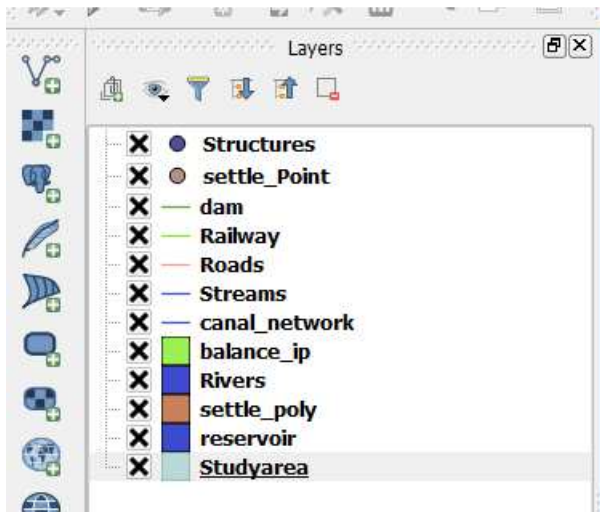 Layers
Structures
settle_Point
dam
Railway
Roads
Streams
canal_network
balance_ip
Rivers
settle_poly
reservoir
Studyarea